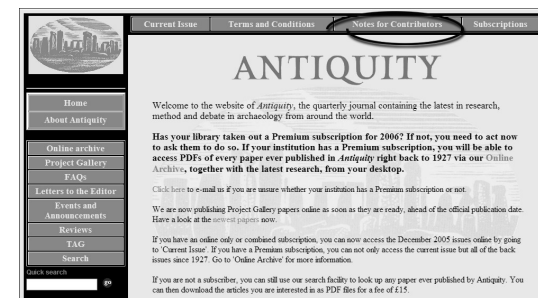 Current Issue
Terms and Conditions
Notes for Contributors
Subscriptions
ANTIQUITY
Home
About Antiquity
Online archive
Project Gallery
FAQs
Letters to the Editor
Events and
Announcements
Reviews
TAG
Search
Quick search
go
Welcome to the website of Antiquity, the quarterly journal containing the latest in research,
method and debate in archaeology from around the world.
Has your library taken out a Premium subscription for 2006? If not, you need to act now
to ask them to do so. If your institution has a Premium subscription, you will be able to
access PDFs of every paper ever published in Antiquity right back to 1927 via our Online
Archive, together with the latest research, from your desktop.
Click here to e-mail us if you are unsure whether your institution has a Premium subscription or not.
We are now publishing Project Gallery papers online as soon as they are ready, ahead of the official publication date.
Have a look at the newest papers now.
If you have an online only or combined subscription, you can now access the December 2005 issues online by going
to 'Current Issue'. If you have a Premium subscription, you can not only access the current issue but all of the back
issues since 1927. Go to 'Online Archive' for more information.
If you are not a subscriber, you can still use our search facility to look up any paper ever published by Antiquity. You
can then download the articles you are interested in as PDF files for a fee of £15.